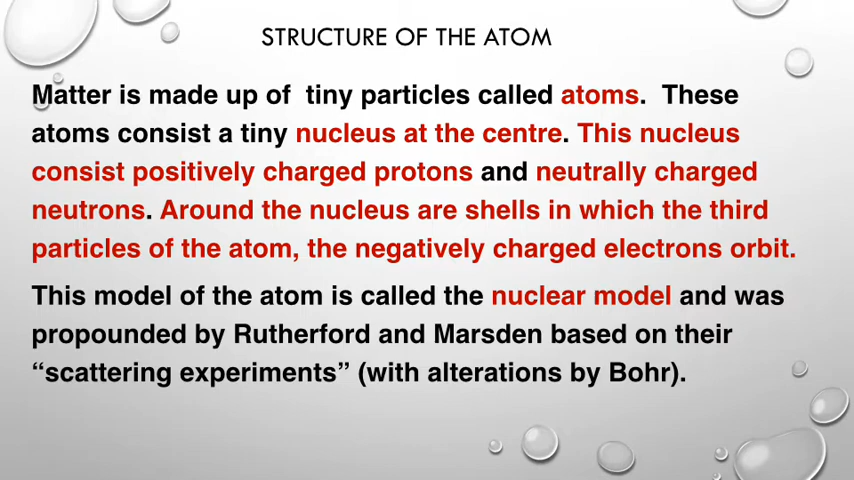 STRUCTURE OF THE ATOM
Matter is made up of  tiny particles called atoms.  These
atoms consist a tiny nucleus at the centre. This nucleus
consist positively charged protons and neutrally charged
neutrons. Around the nucleus are shells in which the third
particles of the atom, the negatively charged electrons orbit.
This model of the atom is called the nuclear model and was
propounded by Rutherford and Marsden based on their
“scattering experiments” (with alterations by Bohr).